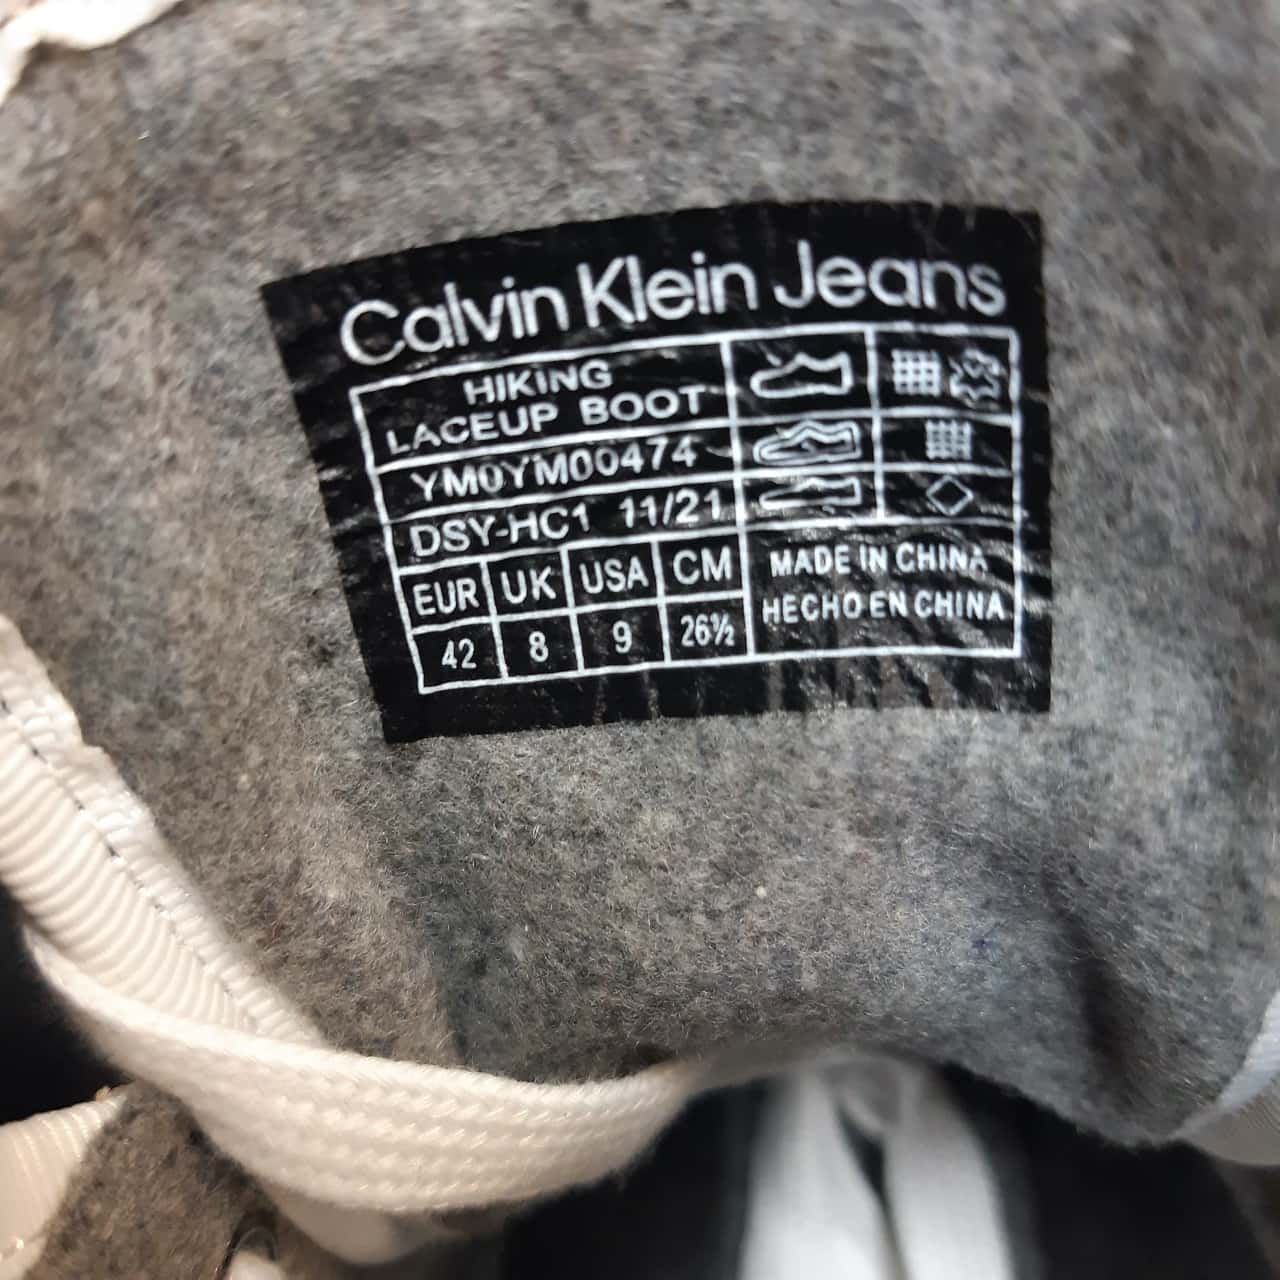 Calvin Klein Jeans
HIKING
LACEUP BOOT
YM0YM00474
DSY-HC1 11/21
EUR UK USA CM
42 8 9 26½
MADE IN CHINA
HECHO EN CHINA